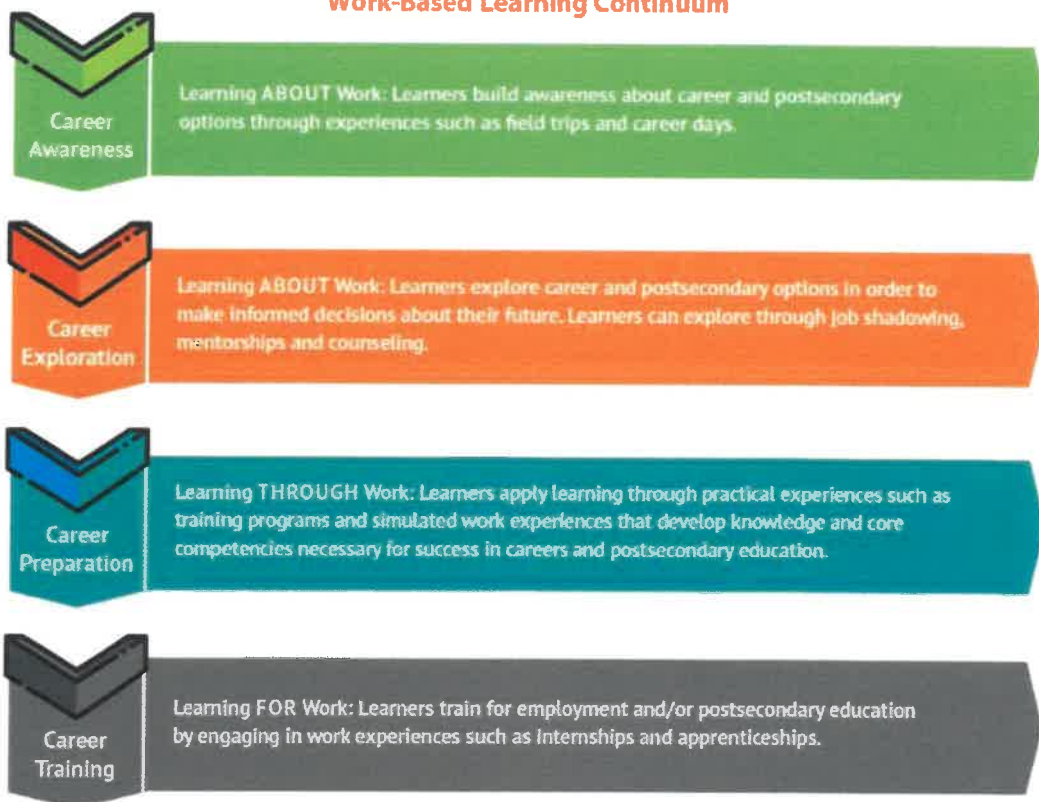 Work-Based Learning Continuum
Career
Awareness
Learning ABOUT Work: Learners build awareness about career and postsecondary
options through experiences such as field trips and career days.
Career
Exploration
Learning ABOUT Work: Learners explore career and postsecondary options in order to
make informed decisions about their future. Learners can explore through job shadowing,
mentorships and counseling.
Career
Preparation
Learning THROUGH Work: Learners apply learning through practical experiences such as
training programs and simulated work experiences that develop knowledge and core
competencies necessary for success in careers and postsecondary education.
Career
Training
Learning FOR Work: Learners train for employment and/or postsecondary education
by engaging in work experiences such as internships and apprenticeships.